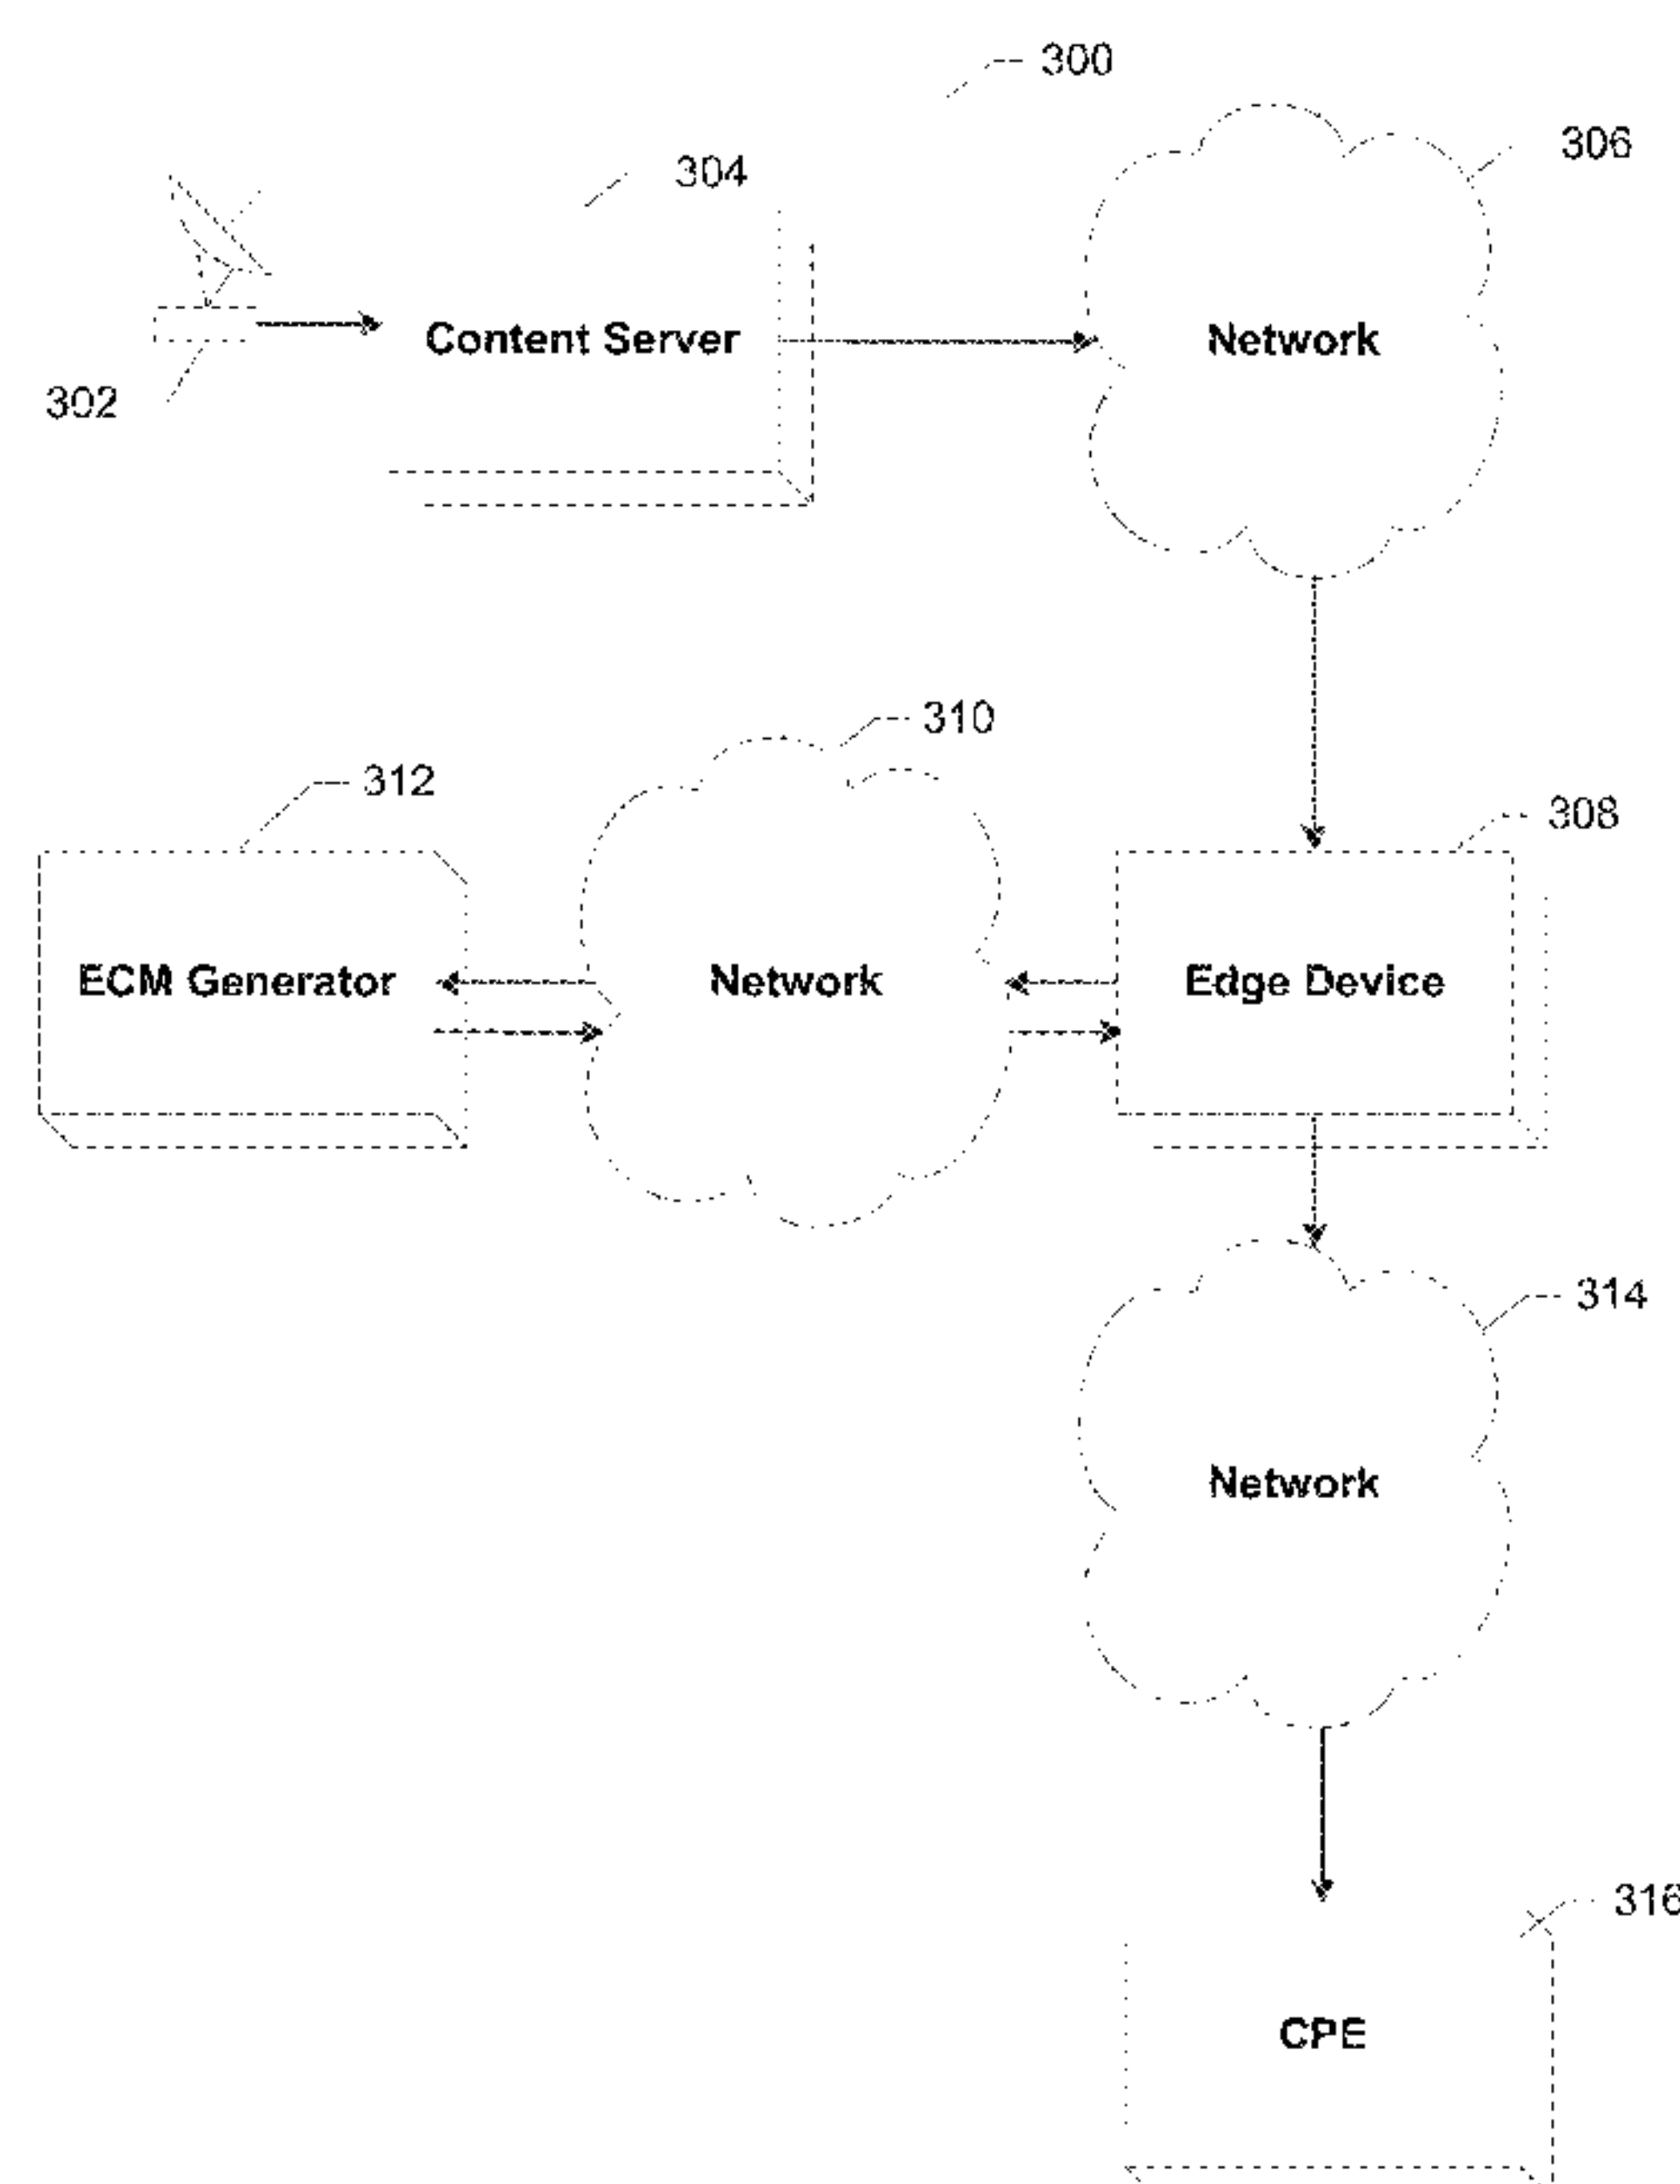 300
306
304
Content Server
Network
302
310
312
308
ECM Generator
Network
Edge Device
314
Network
316
CPE